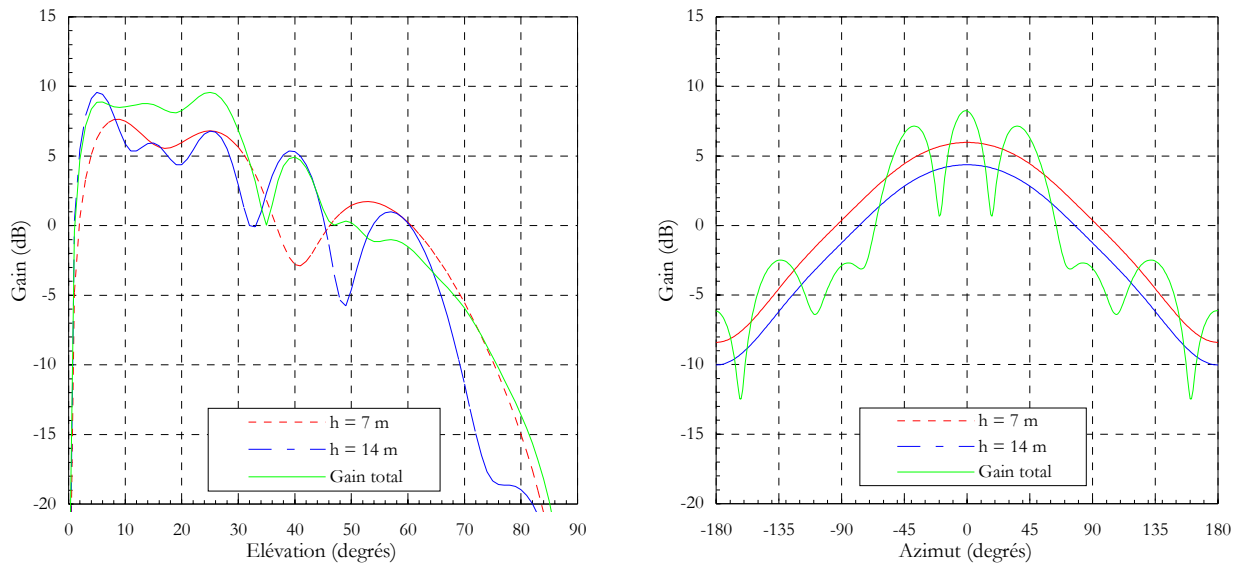 15
10
5
0
-5
-10
-15
-20
Gain (dB)
h = 7 m
h = 14 m
Gain total
0 10 20 30 40 50 60 70 80 90
Elévation (degrés)
15
10
5
0
-5
-10
-15
-20
Gain (dB)
h = 7 m
h = 14 m
Gain total
-180 -135 -90 -45 0 45 90 135 180
Azimut (degrés)